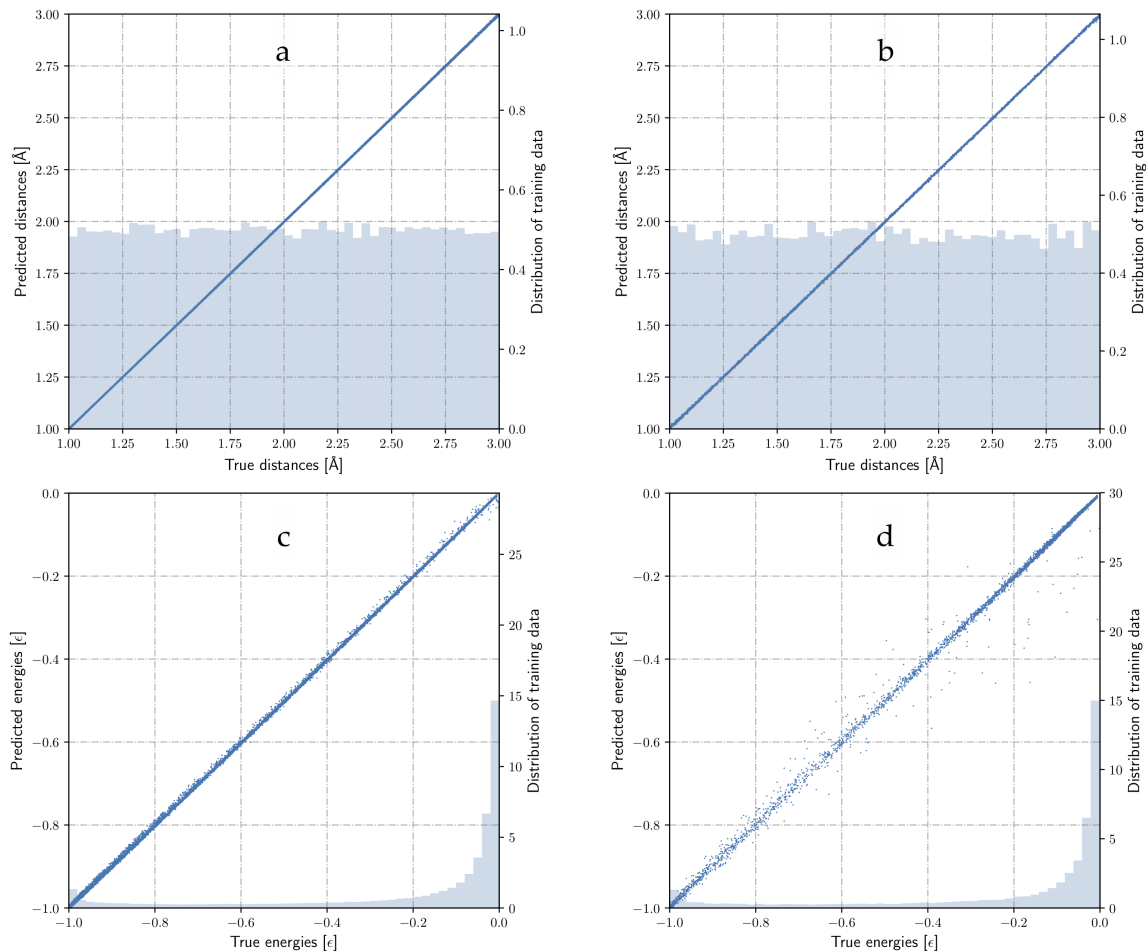 a
3.00
2.75
2.50
2.25
2.00
1.75
1.50
1.25
1.00
Predicted distances [Å]
1.00 1.25 1.50 1.75 2.00 2.25 2.50 2.75 3.00
True distances [Å]
1.0
0.8
0.6
0.4
0.2
0.0
Distribution of training data
b
3.00
2.75
2.50
2.25
2.00
1.75
1.50
1.25
1.00
Predicted distances [Å]
1.00 1.25 1.50 1.75 2.00 2.25 2.50 2.75 3.00
True distances [Å]
1.0
0.8
0.6
0.4
0.2
0.0
Distribution of training data
c
0.0
−0.2
−0.4
−0.6
−0.8
−1.0
Predicted energies [ϵ]
−1.0 −0.8 −0.6 −0.4 −0.2 0.0
True energies [ϵ]
25
20
15
10
5
0
Distribution of training data
d
0.0
−0.2
−0.4
−0.6
−0.8
−1.0
Predicted energies [ϵ]
−1.0 −0.8 −0.6 −0.4 −0.2 0.0
True energies [ϵ]
30
25
20
15
10
5
0
Distribution of training data